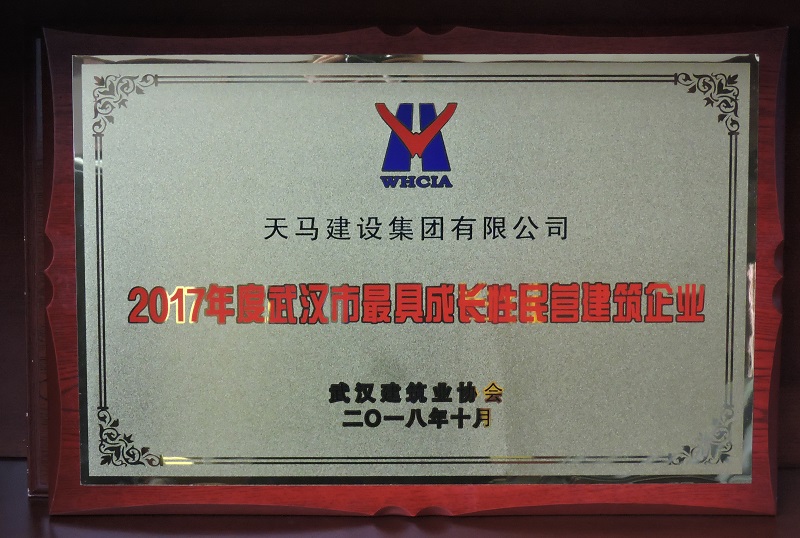 WHCIA
天马建设集团有限公司
2017年度武汉市最具成长性民营建筑企业
武汉建筑业协会
二〇一八年十月